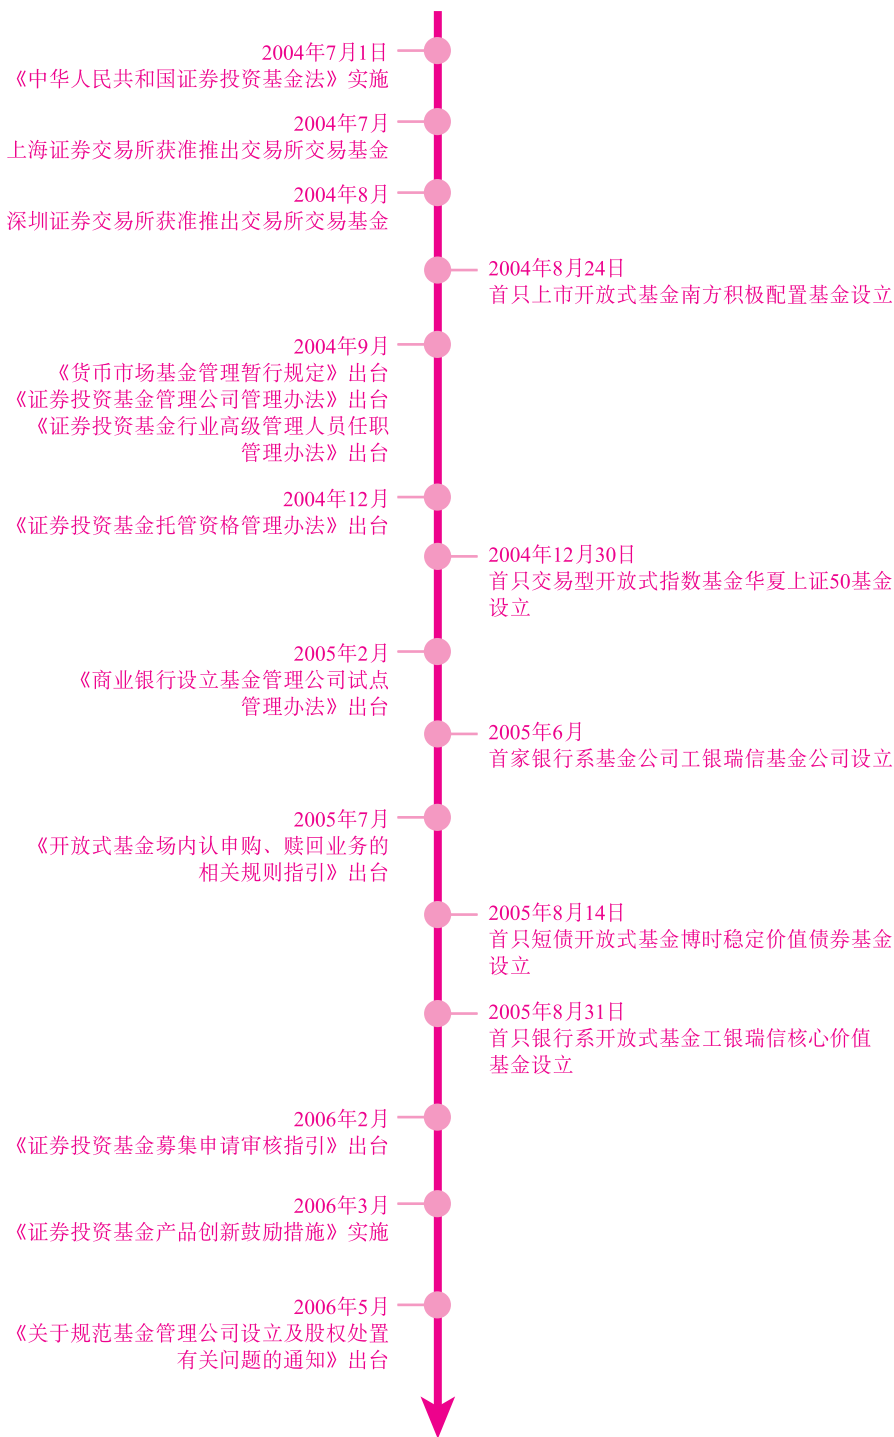 2004年7月1日
《中华人民共和国证券投资基金法》实施
2004年7月
上海证券交易所获准推出交易所交易基金
2004年8月
深圳证券交易所获准推出交易所交易基金
2004年8月24日
首只上市开放式基金南方积极配置基金设立
2004年9月
《货币市场基金管理暂行规定》出台
《证券投资基金管理公司管理办法》出台
《证券投资基金行业高级管理人员任职
管理办法》出台
2004年12月
《证券投资基金托管资格管理办法》出台
2004年12月30日
首只交易型开放式指数基金华夏上证50基金
设立
2005年2月
《商业银行设立基金管理公司试点
管理办法》出台
2005年6月
首家银行系基金公司工银瑞信基金公司设立
2005年7月
《开放式基金场内认申购、赎回业务的
相关规则指引》出台
2005年8月14日
首只短债开放式基金博时稳定价值债券基金
设立
2005年8月31日
首只银行系开放式基金工银瑞信核心价值
基金设立
2006年2月
《证券投资基金募集申请审核指引》出台
2006年3月
《证券投资基金产品创新鼓励措施》实施
2006年5月
《关于规范基金管理公司设立及股权处置
有关问题的通知》出台